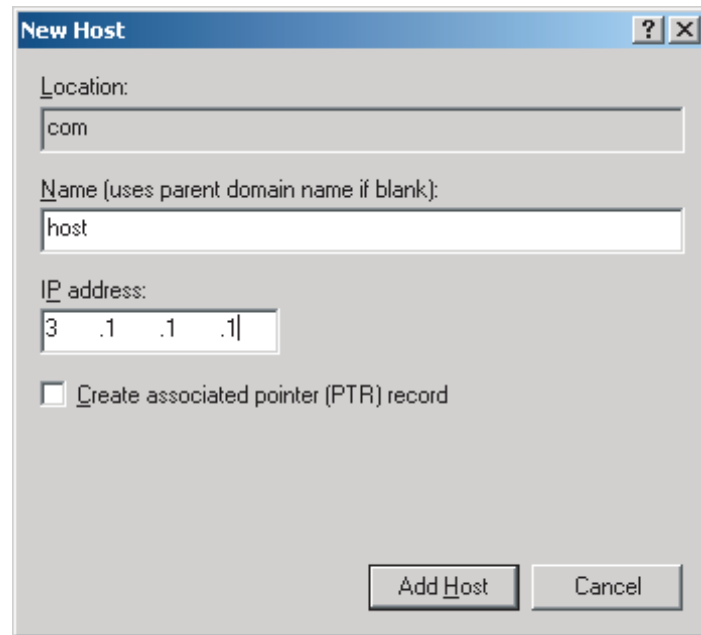 New Host
Location:
com
Name (uses parent domain name if blank):
host
IP address:
3 .1 .1 .1
Create associated pointer (PTR) record
Add Host Cancel